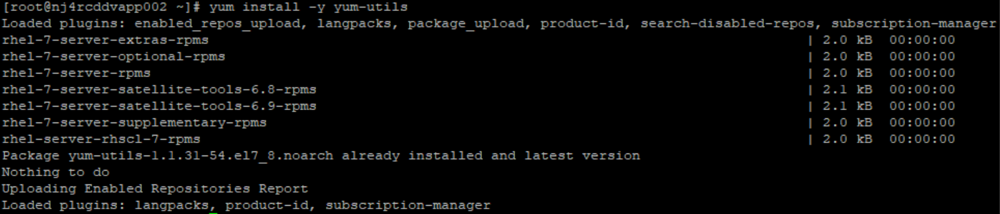 [root@nj4rcddvapp002 ~]# yum install -y yum-utils
Loaded plugins: enabled_repos_upload, langpacks, package_upload, product-id, search-disabled-repos, subscription-manager
rhel-7-server-extras-rpms | 2.0 kB 00:00:00
rhel-7-server-optional-rpms | 2.0 kB 00:00:00
rhel-7-server-rpms | 2.0 kB 00:00:00
rhel-7-server-satellite-tools-6.8-rpms | 2.1 kB 00:00:00
rhel-7-server-satellite-tools-6.9-rpms | 2.1 kB 00:00:00
rhel-7-server-supplementary-rpms | 2.0 kB 00:00:00
rhel-server-rhscl-7-rpms | 2.0 kB 00:00:00
Package yum-utils-1.1.31-54.el7_8.noarch already installed and latest version
Nothing to do
Uploading Enabled Repositories Report
Loaded plugins: langpacks, product-id, subscription-manager